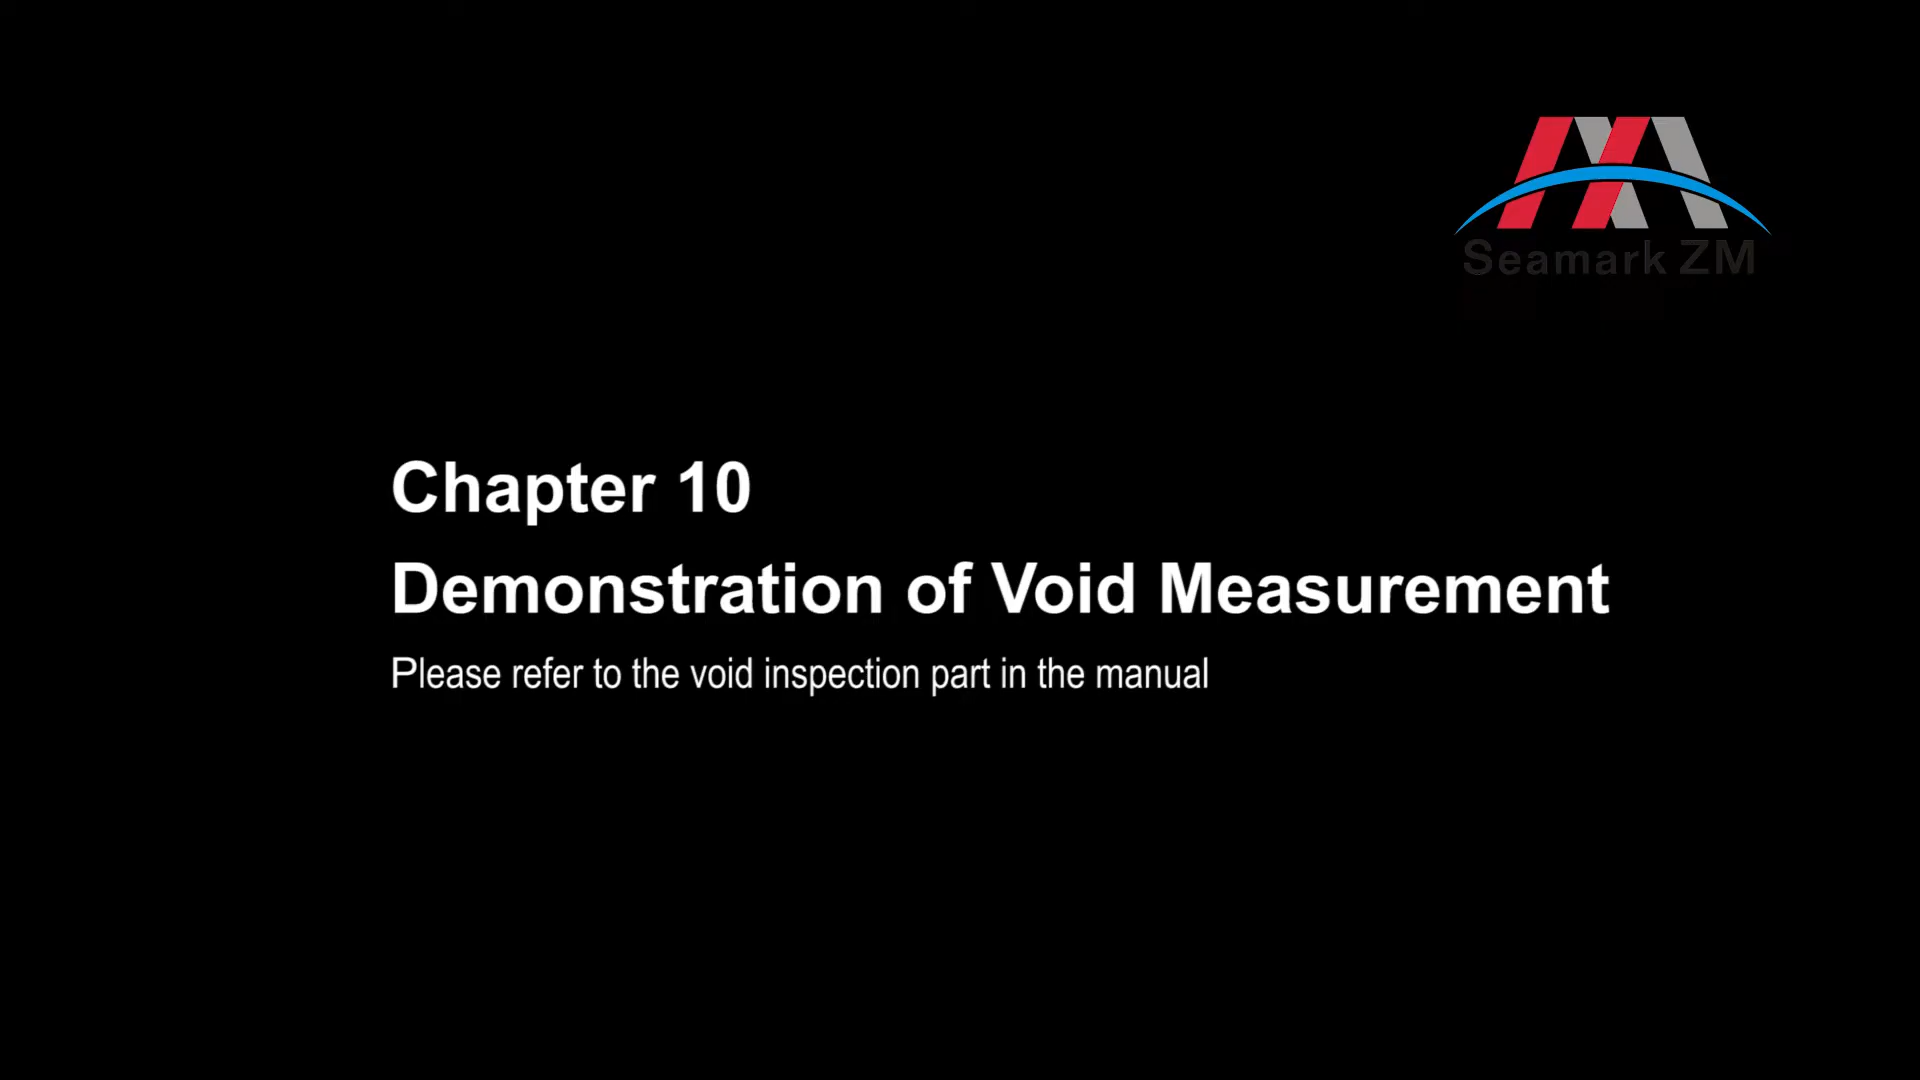 Seamark ZM
Chapter 10
Demonstration of Void Measurement
Please refer to the void inspection part in the manual